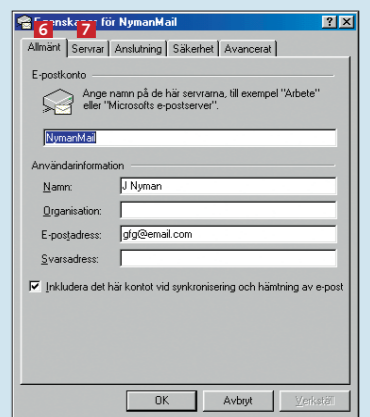 Egenskaper för NymanMail
6 7
Allmänt Servrar Anslutning Säkerhet Avancerat
E-postkonto
Ange namn på de här servrarna, till exempel "Arbete"
eller "Microsofts e-postserver".
NymanMail
Användarinformation
Namn: J Nyman
Organisation:
E-postadress: gfg@email.com
Svarsadress:
Inkludera det här kontot vid synkronisering och hämtning av e-post
OK Avbryt Verkställ